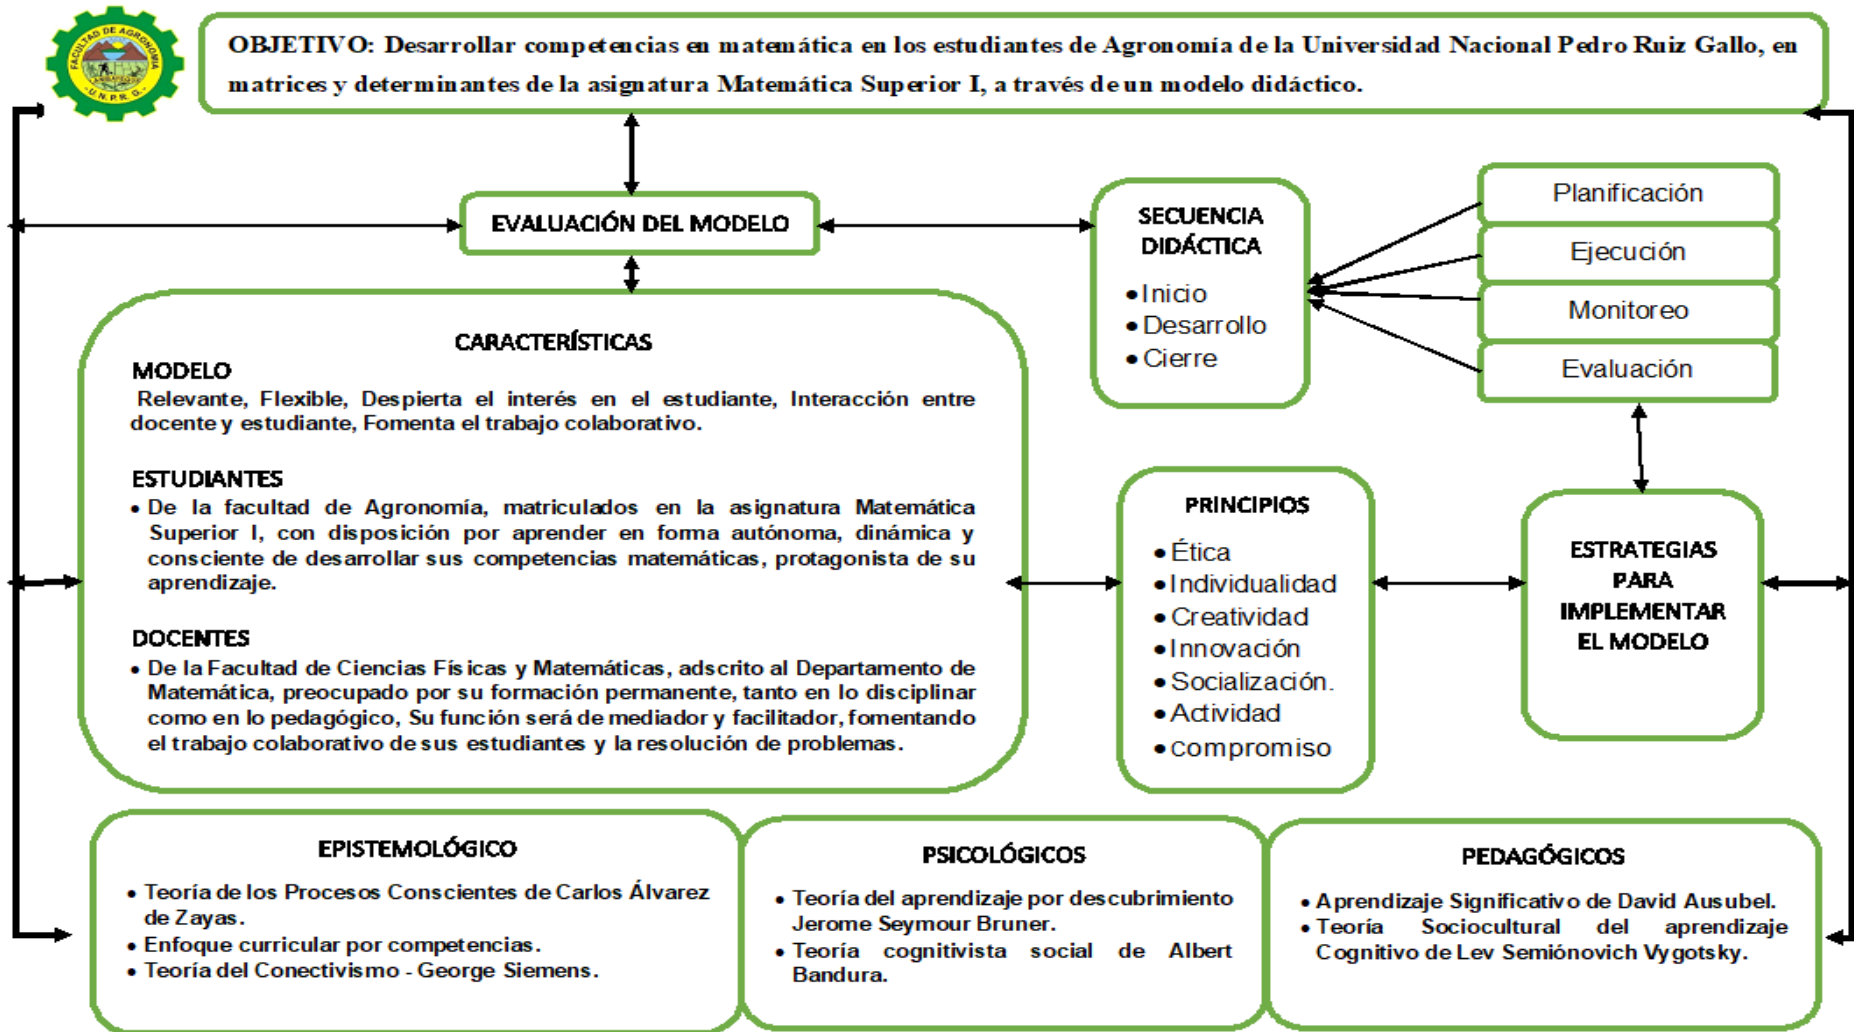 FACULTAD DE AGRONOMIA
U.N.P.R.G.
OBJETIVO: Desarrollar competencias en matemática en los estudiantes de Agronomía de la Universidad Nacional Pedro Ruiz Gallo, en
matrices y determinantes de la asignatura Matemática Superior I, a través de un modelo didáctico.
EVALUACIÓN DEL MODELO
SECUENCIA
DIDÁCTICA
• Inicio
• Desarrollo
• Cierre
Planificación
Ejecución
Monitoreo
Evaluación
CARACTERÍSTICAS
MODELO
Relevante, Flexible, Despierta el interés en el estudiante, Interacción entre
docente y estudiante, Fomenta el trabajo colaborativo.
ESTUDIANTES
• De la facultad de Agronomía, matriculados en la asignatura Matemática
Superior I, con disposición por aprender en forma autónoma, dinámica y
consciente de desarrollar sus competencias matemáticas, protagonista de su
aprendizaje.
DOCENTES
• De la Facultad de Ciencias Físicas y Matemáticas, adscrito al Departamento de
Matemática, preocupado por su formación permanente, tanto en lo disciplinar
como en lo pedagógico, Su función será de mediador y facilitador, fomentando
el trabajo colaborativo de sus estudiantes y la resolución de problemas.
PRINCIPIOS
• Ética
• Individualidad
• Creatividad
• Innovación
• Socialización.
• Actividad
• compromiso
ESTRATEGIAS
PARA
IMPLEMENTAR
EL MODELO
EPISTEMOLÓGICO
• Teoría de los Procesos Conscientes de Carlos Álvarez
de Zayas.
• Enfoque curricular por competencias.
• Teoría del Conectivismo - George Siemens.
PSICOLÓGICOS
• Teoría del aprendizaje por descubrimiento
Jerome Seymour Bruner.
• Teoría cognitivista social de Albert
Bandura.
PEDAGÓGICOS
• Aprendizaje Significativo de David Ausubel.
• Teoría Sociocultural del aprendizaje
Cognitivo de Lev Semiónovich Vygotsky.